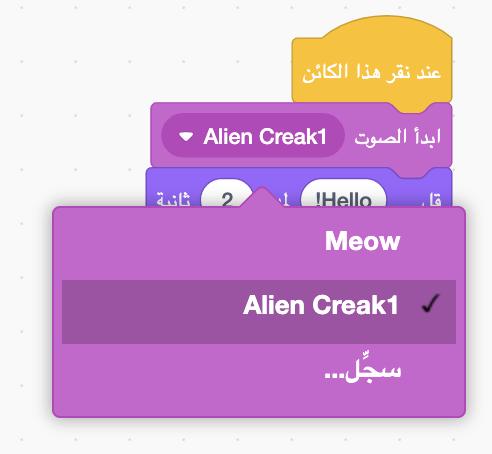 عند نقر هذا الكائن
ابدأ الصوت Alien Creak1
قل Hello! لمدة 2 ثانية
Meow
✓ Alien Creak1
سجِّل...